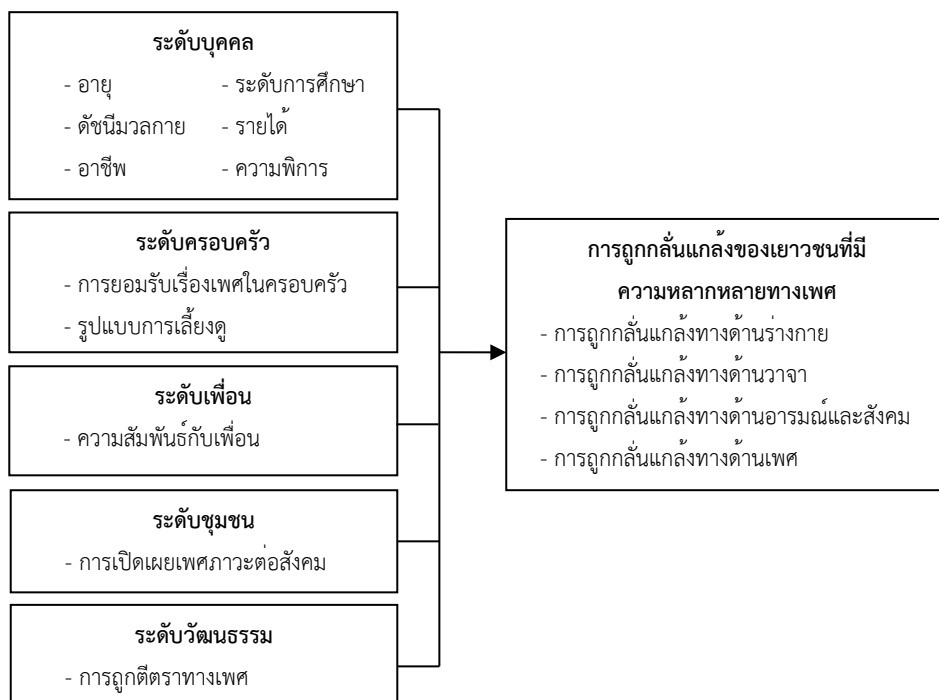 ระดับบุคคล
- อายุ - ระดับการศึกษา
- ดัชนีมวลกาย - รายได้
- อาชีพ - ความพิการ
ระดับครอบครัว
- การยอมรับเรื่องเพศในครอบครัว
- รูปแบบการเลี้ยงดู
ระดับเพื่อน
- ความสัมพันธ์กับเพื่อน
ระดับชุมชน
- การเปิดเผยเพศภาวะต่อสังคม
ระดับวัฒนธรรม
- การถูกตีตราทางเพศ
การถูกกลั่นแกล้งของเยาวชนที่มี
ความหลากหลายทางเพศ
- การถูกกลั่นแกล้งทางด้านร่างกาย
- การถูกกลั่นแกล้งทางด้านวาจา
- การถูกกลั่นแกล้งทางด้านอารมณ์และสังคม
- การถูกกลั่นแกล้งทางด้านเพศ